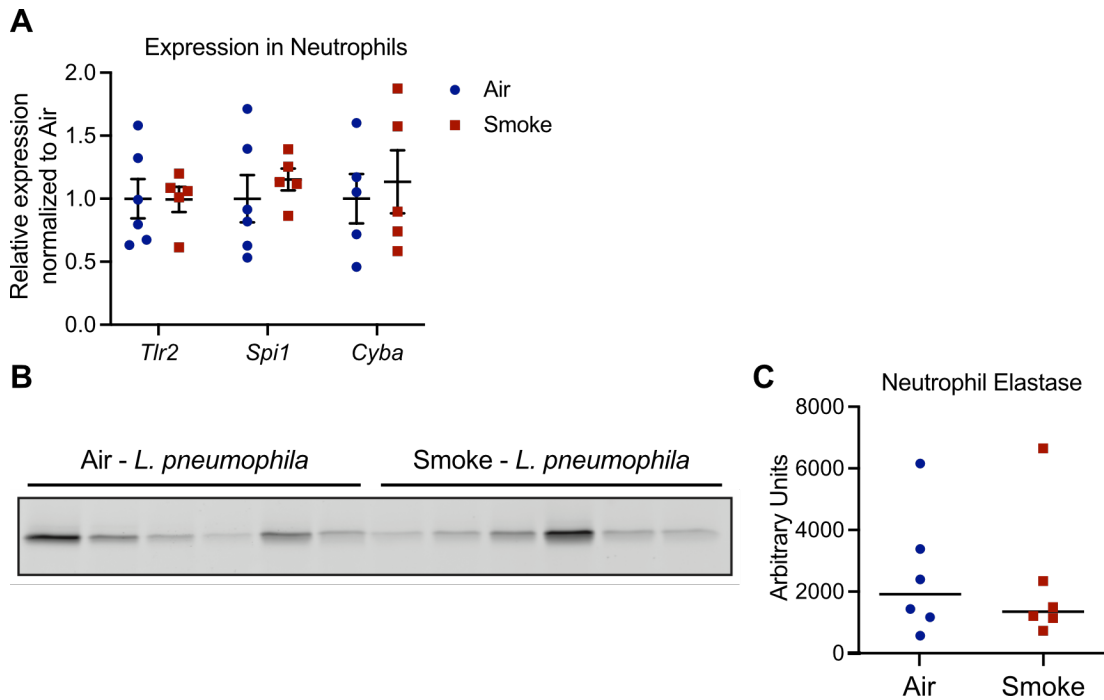 A
Expression in Neutrophils
Relative expression
normalized to Air
2.0
1.5
1.0
0.5
0.0
Tlr2 Spi1 Cyba
Air
Smoke
B
Air - L. pneumophila Smoke - L. pneumophila
C
Neutrophil Elastase
Arbitrary Units
8000
6000
4000
2000
0
Air Smoke